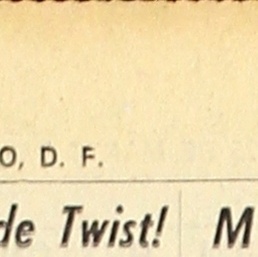 O, D. F.
de Twist! M